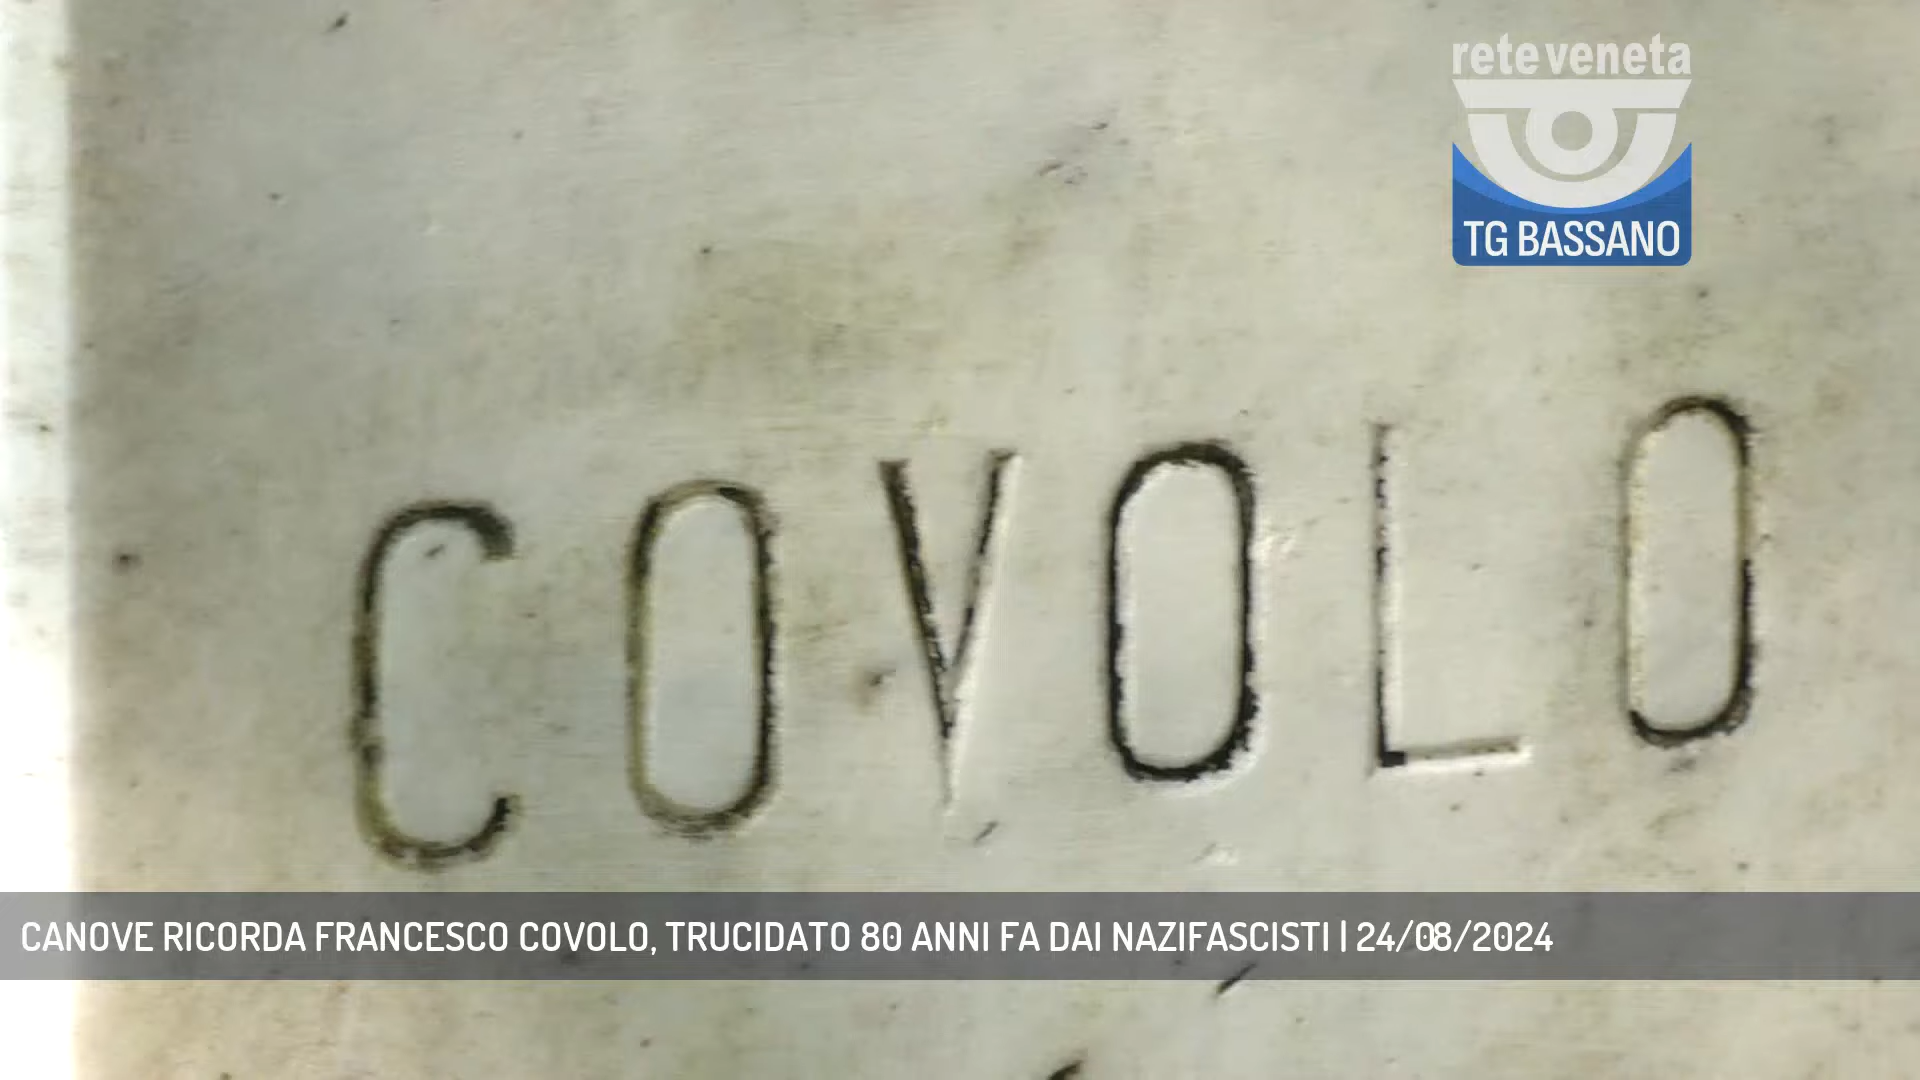 rete veneta
TG BASSANO
COVOLO
CANOVE RICORDA FRANCESCO COVOLO, TRUCIDATO 80 ANNI FA DAI NAZIFASCISTI | 24/08/2024